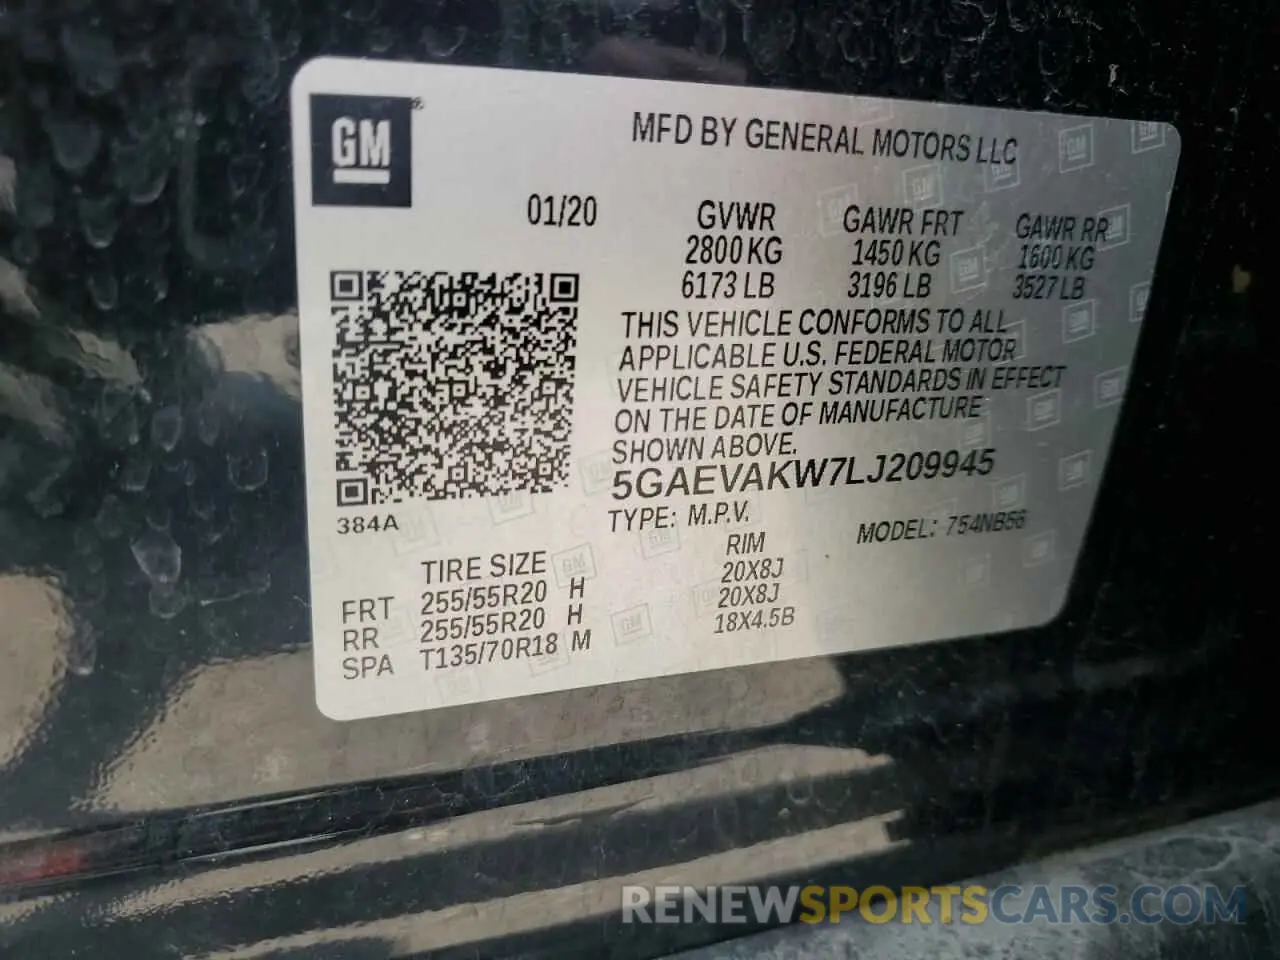 GM
MFD BY GENERAL MOTORS LLC
01/20 GVWR GAWR FRT GAWR RR
2800 KG 1450 KG 1600 KG
6173 LB 3196 LB 3527 LB
THIS VEHICLE CONFORMS TO ALL
APPLICABLE U.S. FEDERAL MOTOR
VEHICLE SAFETY STANDARDS IN EFFECT
ON THE DATE OF MANUFACTURE
SHOWN ABOVE.
5GAEVAKW7LJ209945
384A
TYPE: M.P.V. MODEL: 754NB56
TIRE SIZE RIM
FRT 255/55R20 H 20X8J
RR 255/55R20 H 20X8J
SPA T135/70R18 M 18X4.5B
RENEWSPORTSCARS.COM